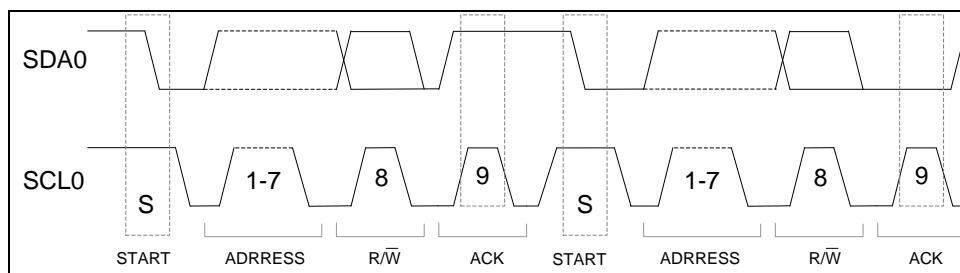 SDA0
SCL0
S 1-7 8 9 S 1-7 8 9
START ADRRESS R/W̅ ACK START ADRRESS R/W̅ ACK